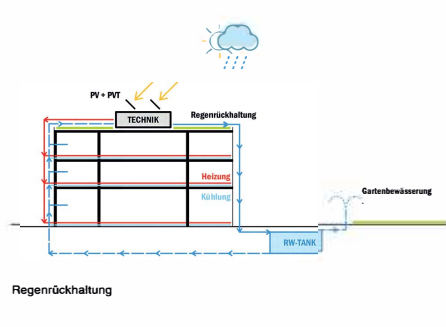 PV + PVT
TECHNIK
Regenrückhaltung
Heizung
Kühlung
Gartenbewässerung
RW-TANK
Regenrückhaltung